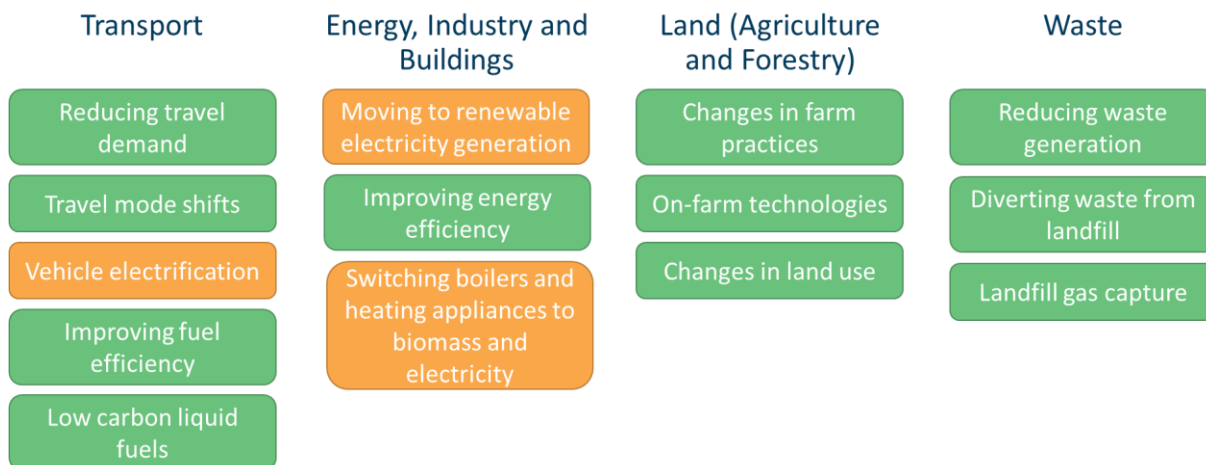 Transport
Reducing travel
demand
Travel mode shifts
Vehicle electrification
Improving fuel
efficiency
Low carbon liquid
fuels
Energy, Industry and
Buildings
Moving to renewable
electricity generation
Improving energy
efficiency
Switching boilers and
heating appliances to
biomass and
electricity
Land (Agriculture
and Forestry)
Changes in farm
practices
On-farm technologies
Changes in land use
Waste
Reducing waste
generation
Diverting waste from
landfill
Landfill gas capture